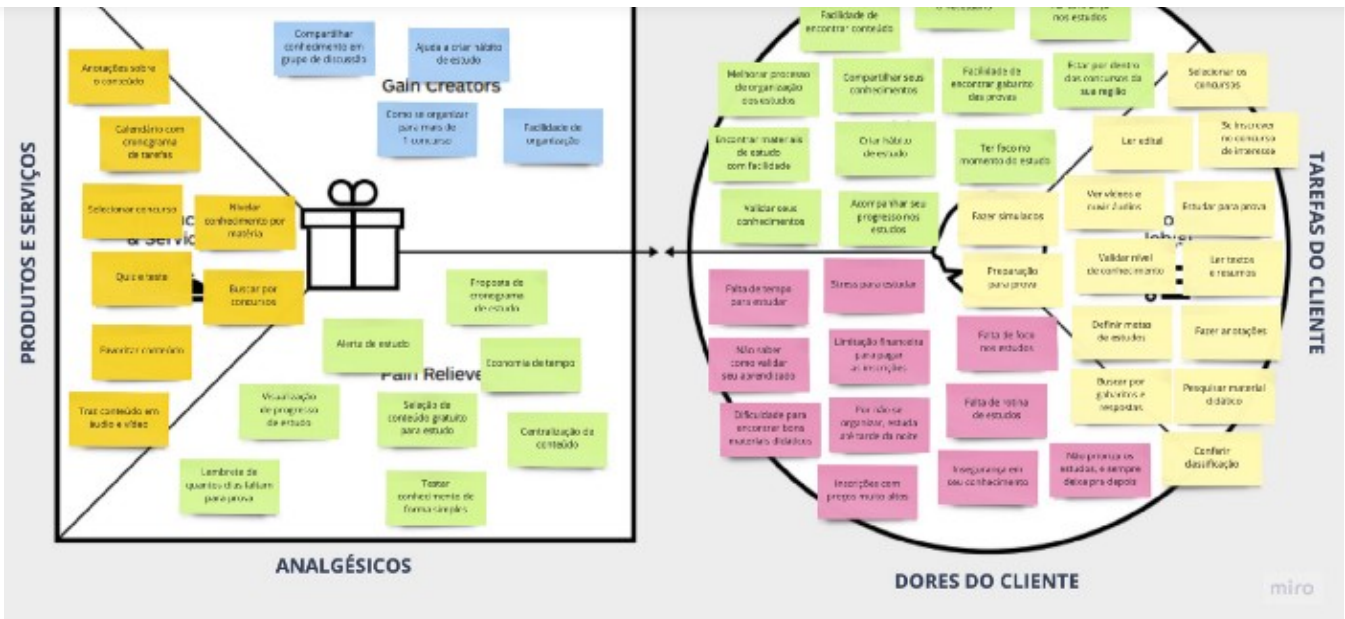 Compartilhar
conhecimento em
grupo de discussão
Ajuda a criar hábito
de estudo
Gain Creators
Como se organizar
para mais de
1 concurso
Facilidade de
organização
Anotações sobre
o conteúdo
Calendário com
cronograma
de tarefas
Selecionar concurso
Nivelar
conhecimento por
matéria
Quiz e teste
Buscar por
concursos
Favoritar conteúdo
Tras conteúdo em
áudio e vídeo
PRODUTOS E SERVIÇOS
Proposta de
cronograma
de estudo
Alerta de estudo
Economia de tempo
Pain Relieve
Visualização
de progresso
de estudo
Seleção de
conteúdo gratuito
para estudo
Centralização de
conteúdo
Lembrete de
quantos dias faltam
para prova
Testar
conhecimento de
forma simples
ANALGÉSICOS
Facilidade de
encontrar conteúdo
nos estudos
Melhorar processo
de organização
dos estudos
Compartilhar seus
conhecimentos
Facilidade de
encontrar gabarito
das provas
Estar por dentro
dos concursos da
sua região
Encontrar materiais
de estudo
com facilidade
Criar hábito
de estudo
Ter foco no
momento do estudo
Validar seus
conhecimentos
Acompanhar seu
progresso nos
estudos
Selecionar os
concursos
Ler edital
Se inscrever
no concurso
de interesse
Fazer simulados
Ver vídeos e
ouvir áudios
Estudar para prova
Preparação
para prova
Validar nível
de conhecimento
Ler textos
e resumos
Definir metas
de estudos
Fazer anotações
Buscar por
gabaritos e
respostas
Pesquisar material
didático
Conferir
classificação
TAREFAS DO CLIENTE
Falta de tempo
para estudar
Stress para estudar
Não saber
como validar
seu aprendizado
Limitação financeira
para pagar
as inscrições
Falta de foco
nos estudos
Dificuldade para
encontrar bons
materiais didáticos
Por não se
organizar, estuda
até tarde da noite
Falta de rotina
de estudos
Inscrições com
preços muito altos
Insegurança em
seu conhecimento
Não prioriza os
estudos, e sempre
deixa pra depois
DORES DO CLIENTE
miro